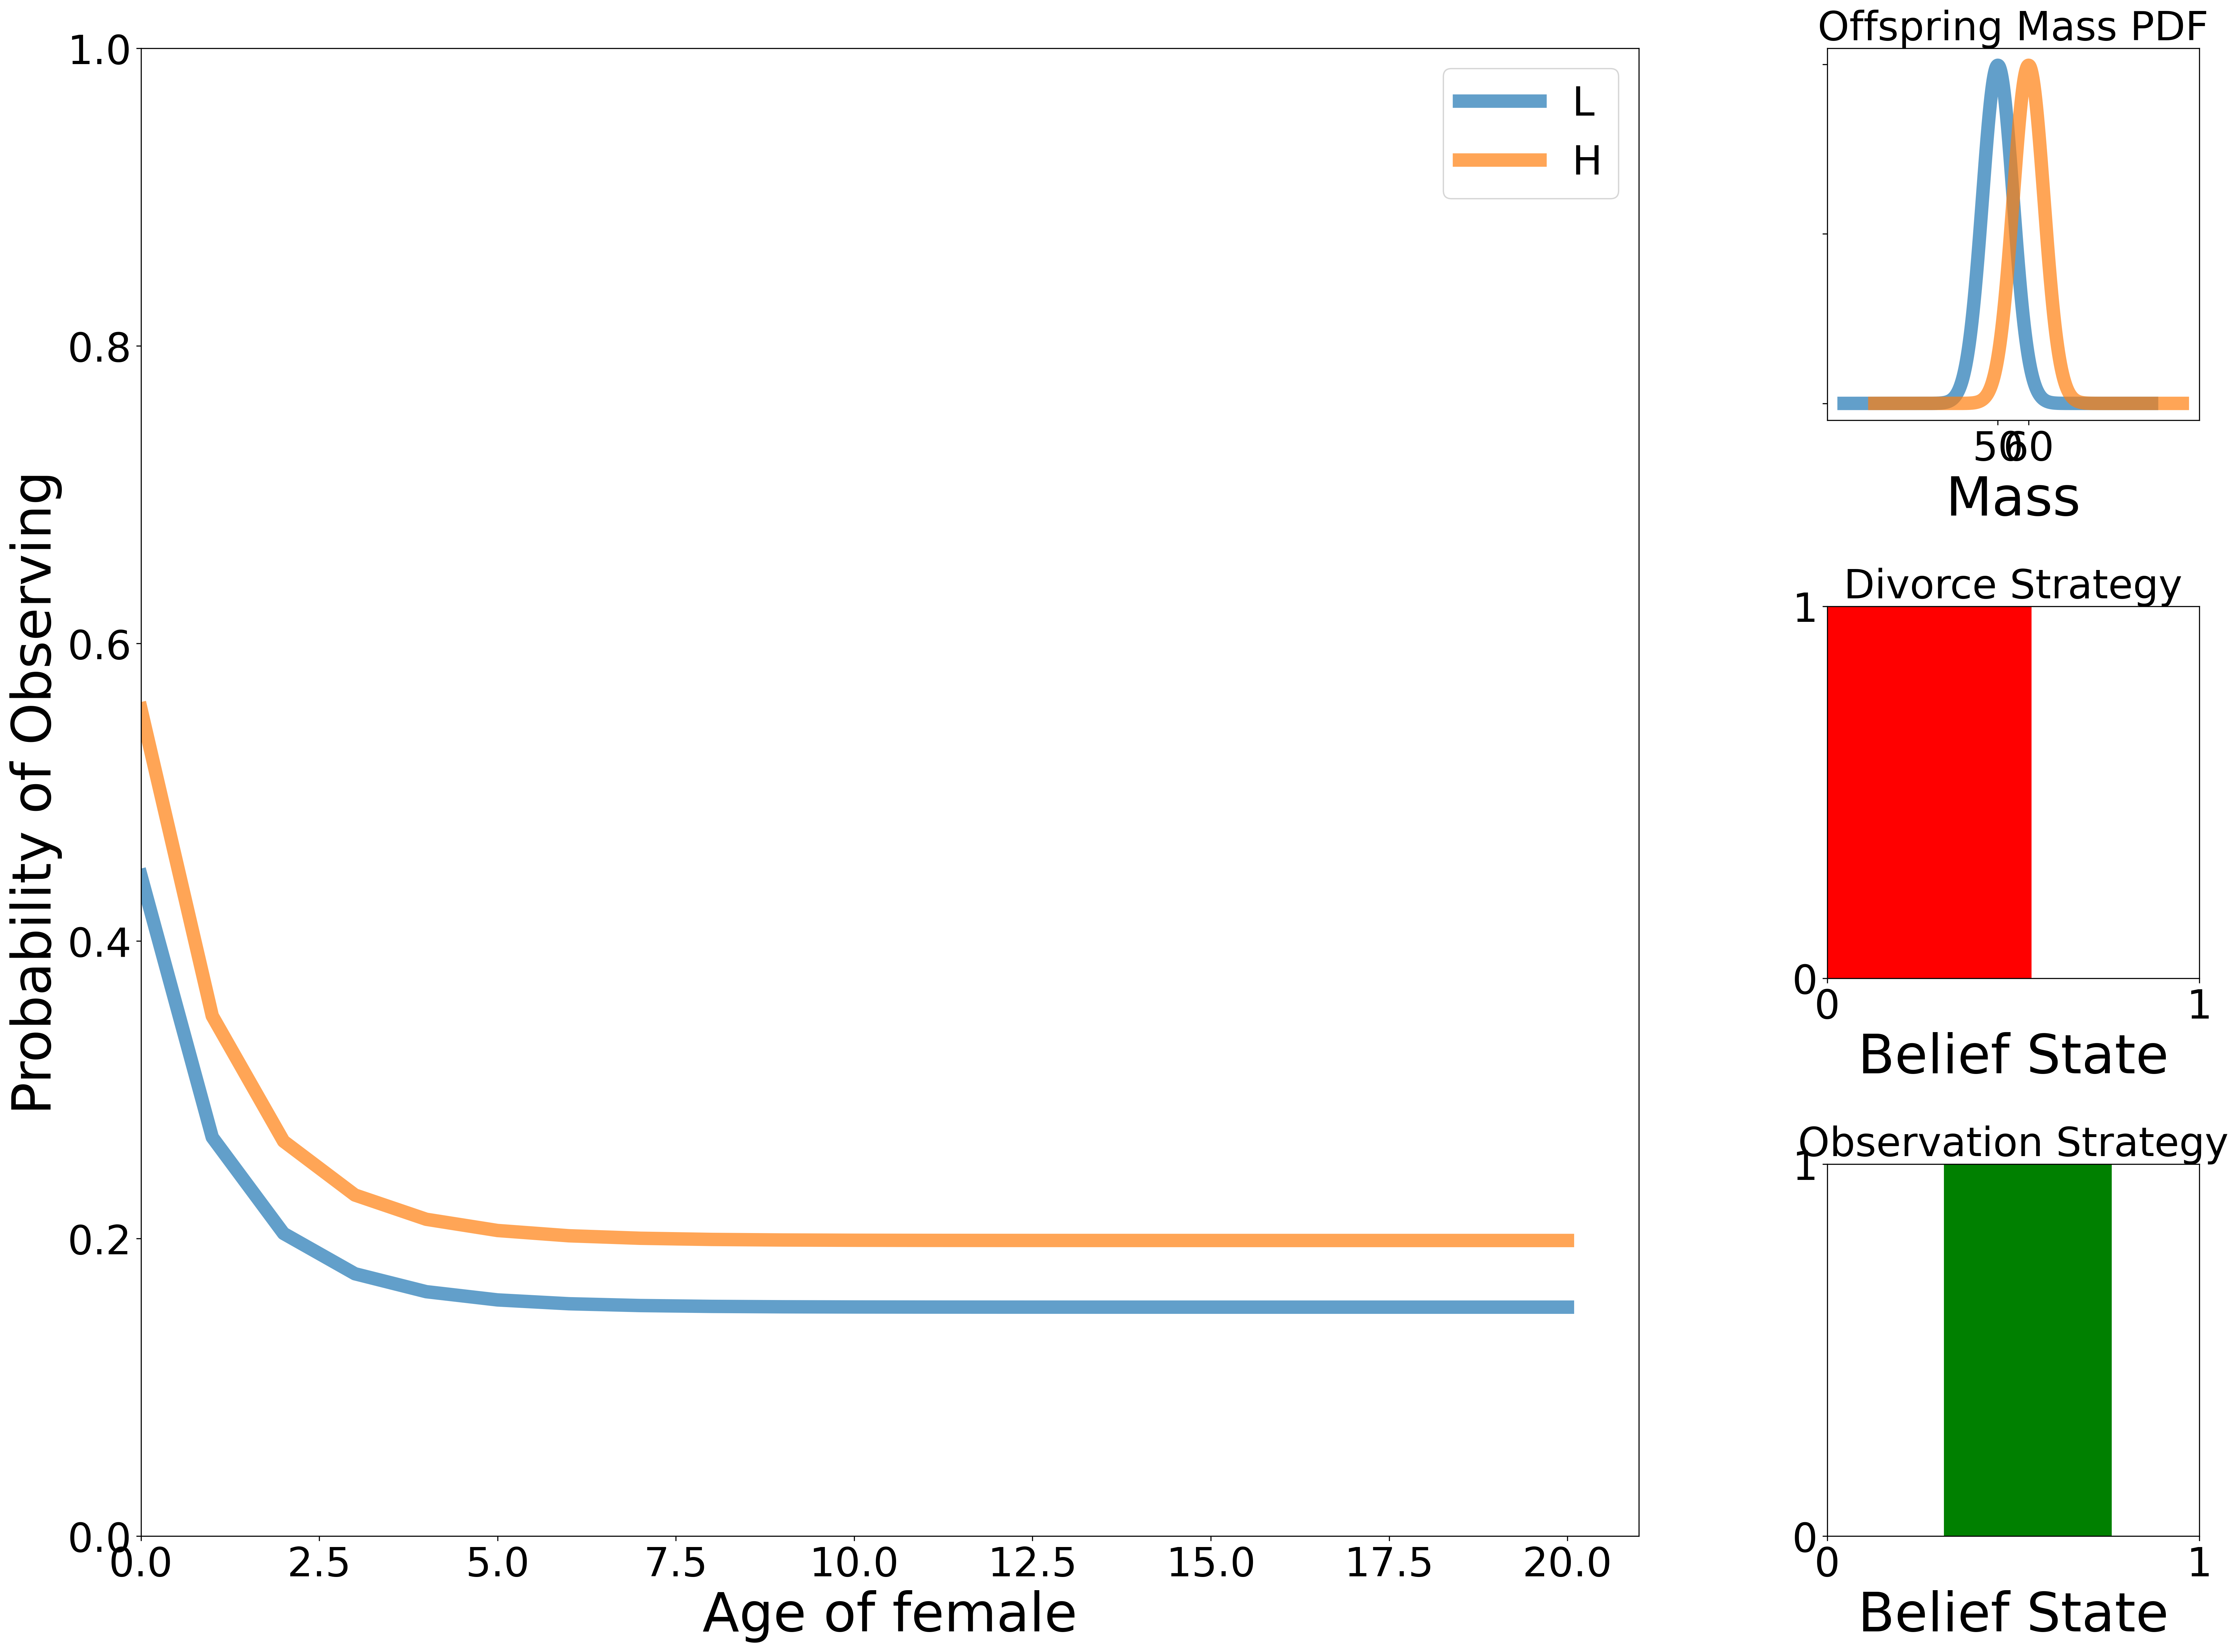 1.0
0.8
0.6
0.4
0.2
0.0
Probability of Observing
0.0 2.5 5.0 7.5 10.0 12.5 15.0 17.5 20.0
Age of female
L
H
Offspring Mass PDF
50 60
Mass
Divorce Strategy
1
0
0 1
Belief State
Observation Strategy
1
0
0 1
Belief State